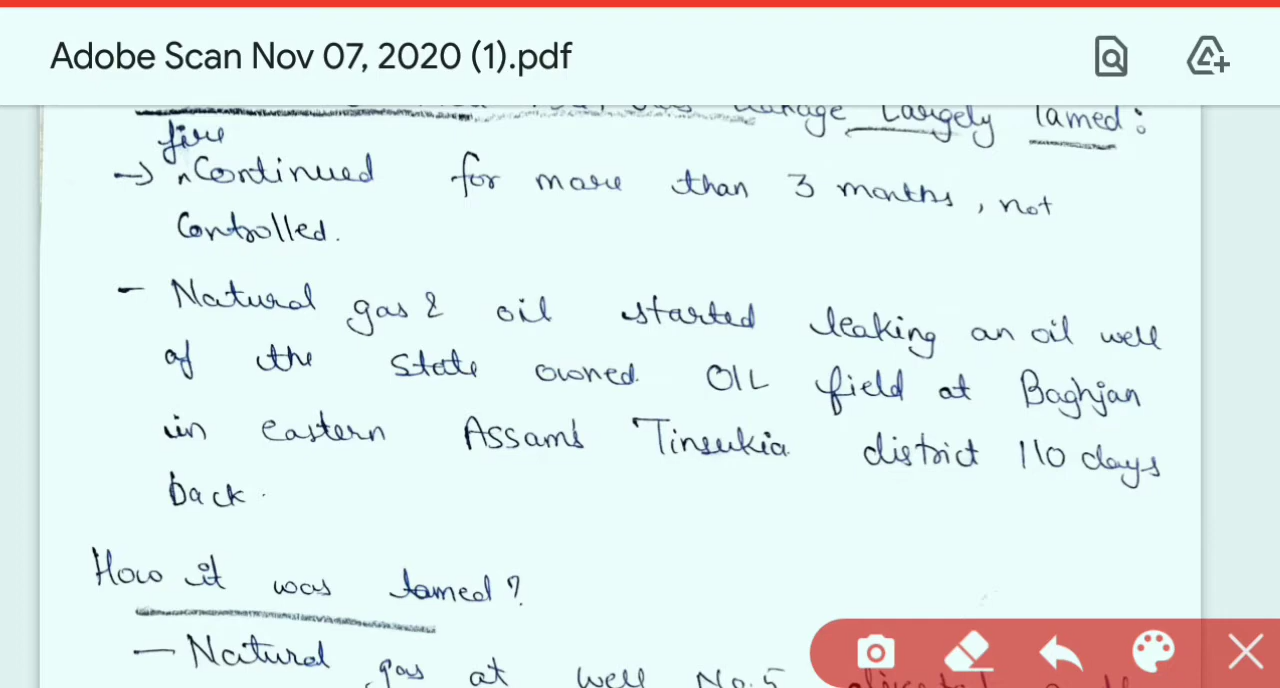 Adobe Scan Nov 07, 2020 (1).pdf
Largely Tamed:
fire
→ ^Continued for more than 3 months, not
Controlled.
- Natural gas & oil started leaking an oil well
of the State owned OIL field at Baghjan
in eastern Assam's Tinsukia district 110 days
back.
How it was tamed?
- Natural gas at well No.5